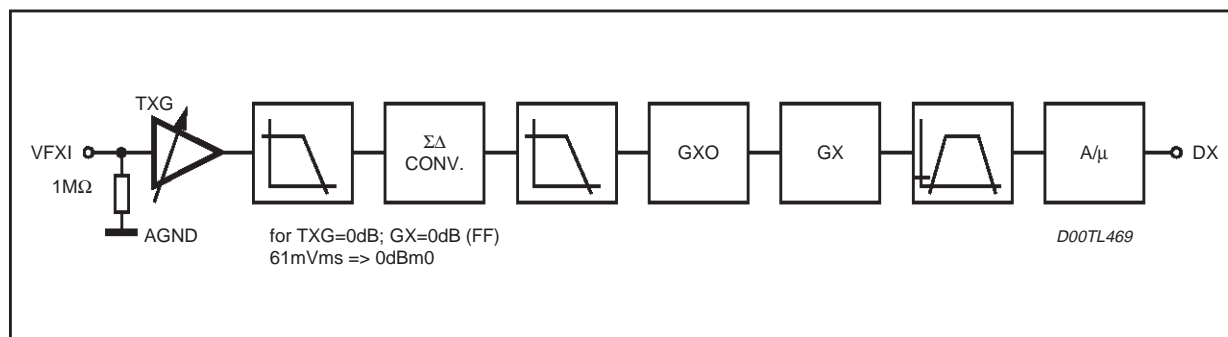 TXG
VFXI
1MΩ
AGND
ΣΔ
CONV.
GXO
GX
A/μ
DX
for TXG=0dB; GX=0dB (FF)
61mVms => 0dBm0
D00TL469